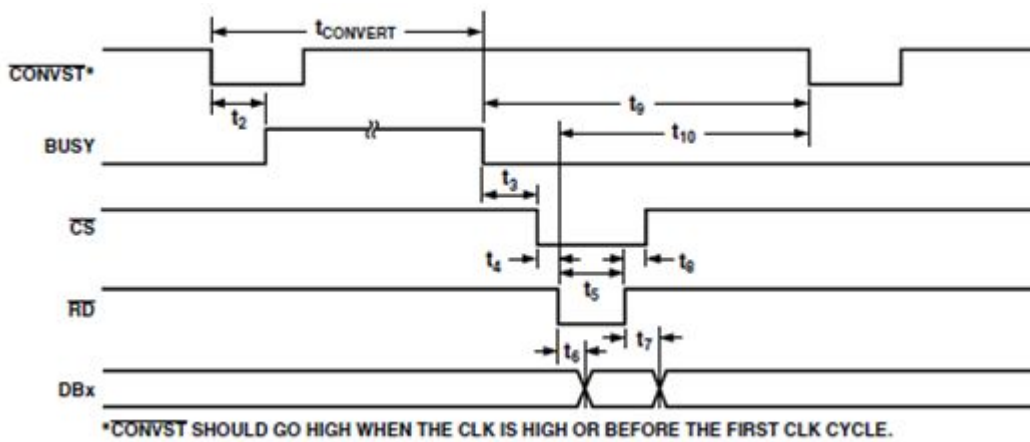 tCONVERT
CONVST*
t2
t9
t10
BUSY
t3
CS
t4
t8
t5
RD
t6
t7
DBx
*CONVST SHOULD GO HIGH WHEN THE CLK IS HIGH OR BEFORE THE FIRST CLK CYCLE.